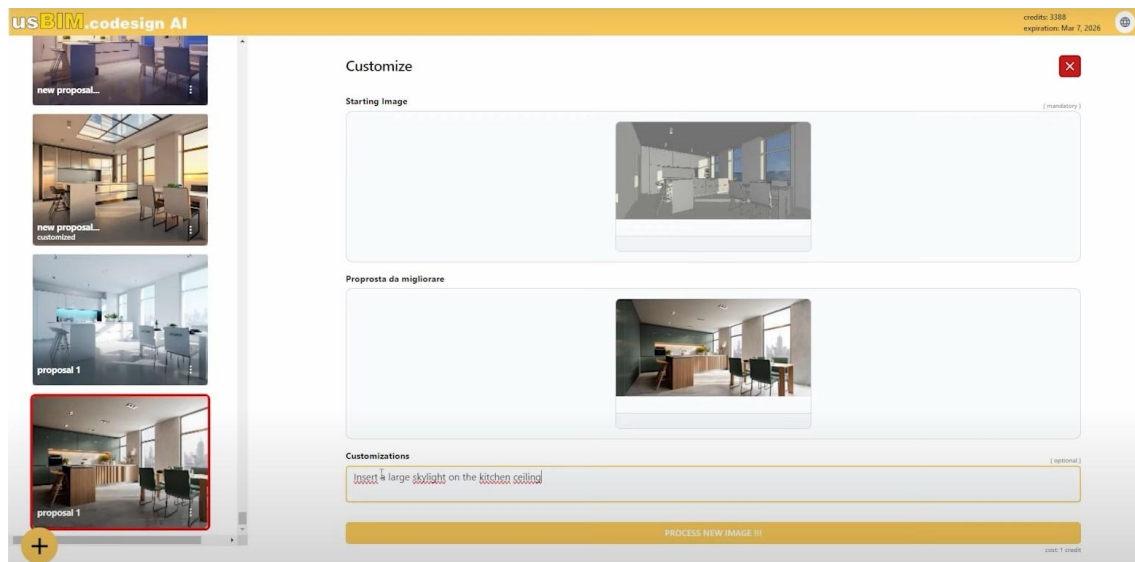 usBIM.codesign AI
credits: 3388
expiration: Mar 7, 2026
new proposal...
new proposal...
customized
proposal 1
proposal 1
+
Customize
Starting Image
( mandatory )
Proprosta da migliorare
Customizations
( optional )
Insert a large skylight on the kitchen ceiling
PROCESS NEW IMAGE !!!
cost: 1 credit